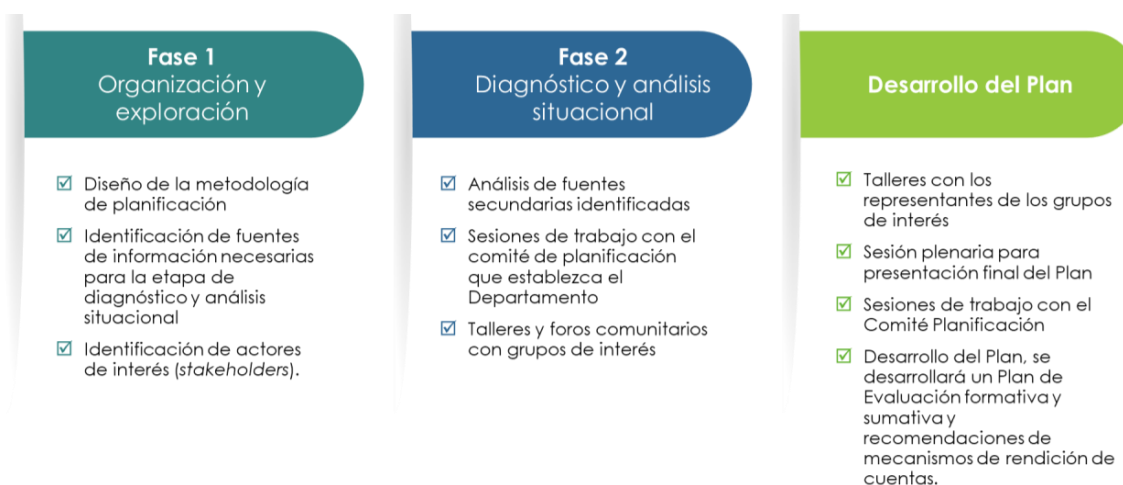 Fase 1
Organización y
exploración
Diseño de la metodología
de planificación
Identificación de fuentes
de información necesarias
para la etapa de
diagnóstico y análisis
situacional
Identificación de actores
de interés (stakeholders).
Fase 2
Diagnóstico y análisis
situacional
Análisis de fuentes
secundarias identificadas
Sesiones de trabajo con el
comité de planificación
que establezca el
Departamento
Talleres y foros comunitarios
con grupos de interés
Desarrollo del Plan
Talleres con los
representantes de los grupos
de interés
Sesión plenaria para
presentación final del Plan
Sesiones de trabajo con el
Comité Planificación
Desarrollo del Plan, se
desarrollará un Plan de
Evaluación formativa y
sumativa y
recomendaciones de
mecanismos de rendición de
cuentas.